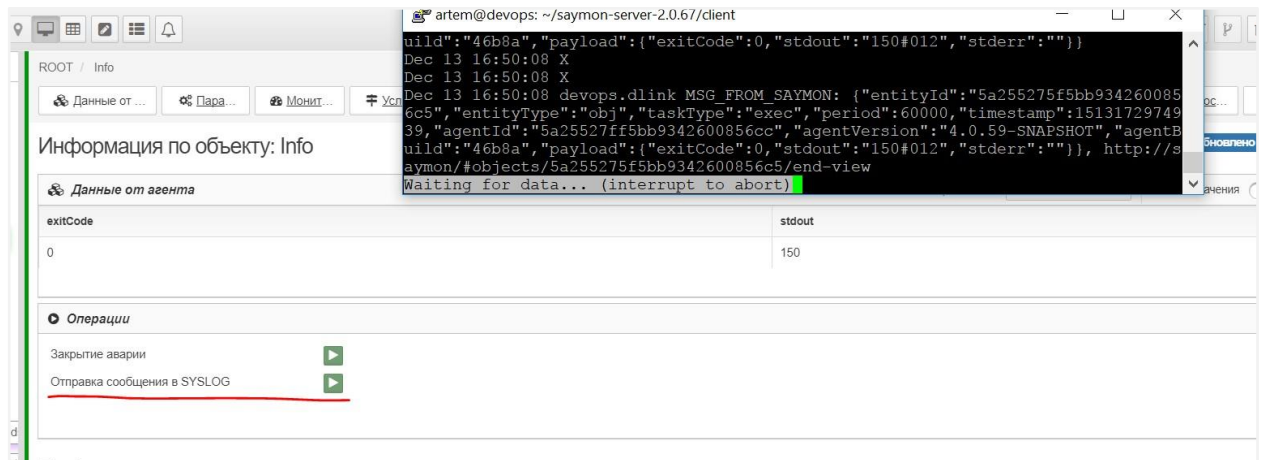 artem@devops: ~/saymon-server-2.0.67/client
uild":"46b8a","payload":{"exitCode":0,"stdout":"150#012","stderr":""}}
Dec 13 16:50:08 X
Dec 13 16:50:08 X
Dec 13 16:50:08 devops.dlink MSG_FROM_SAYMON: {"entityId":"5a255275f5bb934260085
6c5","entityType":"obj","taskType":"exec","period":60000,"timestamp":15131729749
39,"agentId":"5a25527ff5bb9342600856cc","agentVersion":"4.0.59-SNAPSHOT","agentB
uild":"46b8a","payload":{"exitCode":0,"stdout":"150#012","stderr":""}}, http://s
aymon/#objects/5a255275f5bb9342600856c5/end-view
Waiting for data... (interrupt to abort)
ROOT / Info
Данные от ... Пара... Монит... Усл
Информация по объекту: Info
Данные от агента
exitCode stdout
0 150
Операции
Закрытие аварии
Отправка сообщения в SYSLOG